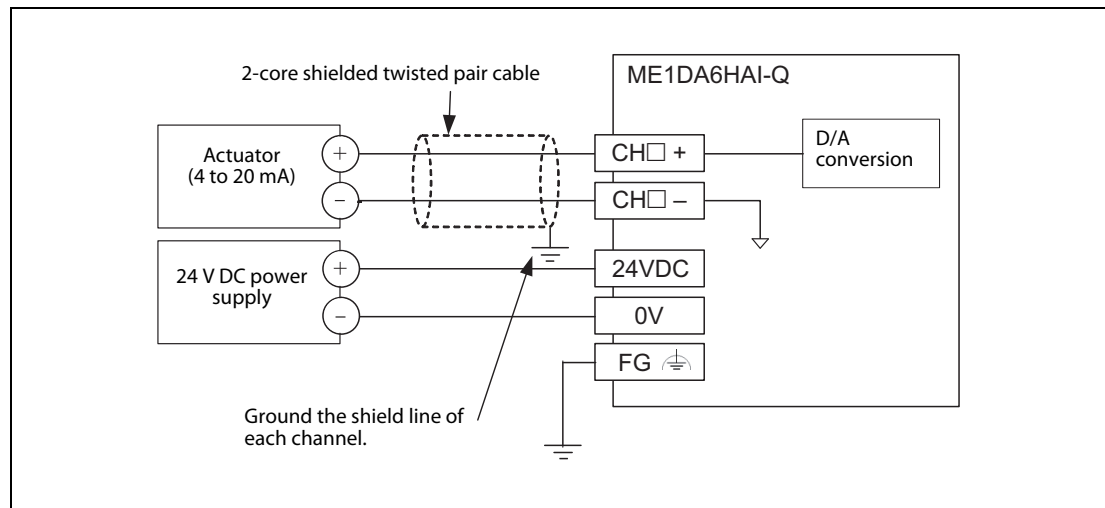 2-core shielded twisted pair cable
ME1DA6HAI-Q
Actuator
(4 to 20 mA)
+
−
CH□ +
CH□ –
D/A
conversion
24 V DC power
supply
+
−
24VDC
0V
FG
Ground the shield line of
each channel.